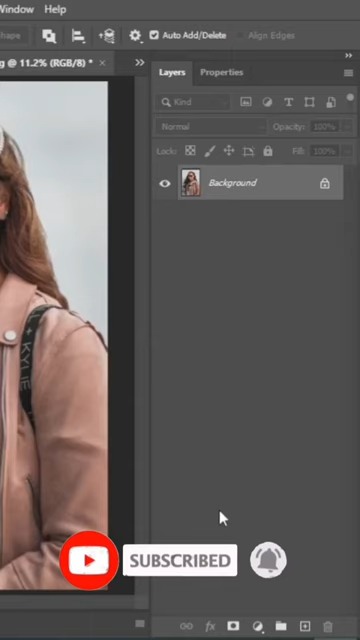 Window Help
Shape Auto Add/Delete Align Edges
g @ 11.2% (RGB/8) *
Layers Properties
Kind
Normal Opacity: 100%
Lock: Fill: 100%
Background
KYLIE
SUBSCRIBED
fx